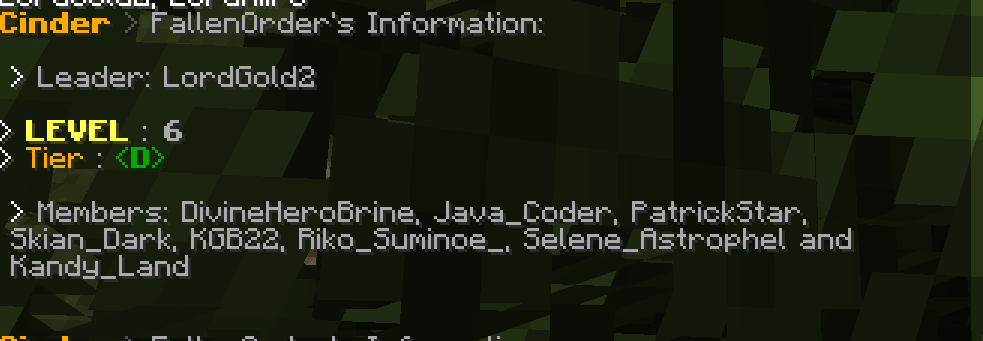 Cinder > FallenOrder's Information:
> Leader: LordGold2
> LEVEL : 6
> Tier : <D>
> Members: DivineHeroBrine, Java_Coder, PatrickStar,
Skian_Dark, KGB22, Riko_Suminoe_, Selene_Astrophel and
Kandy_Land